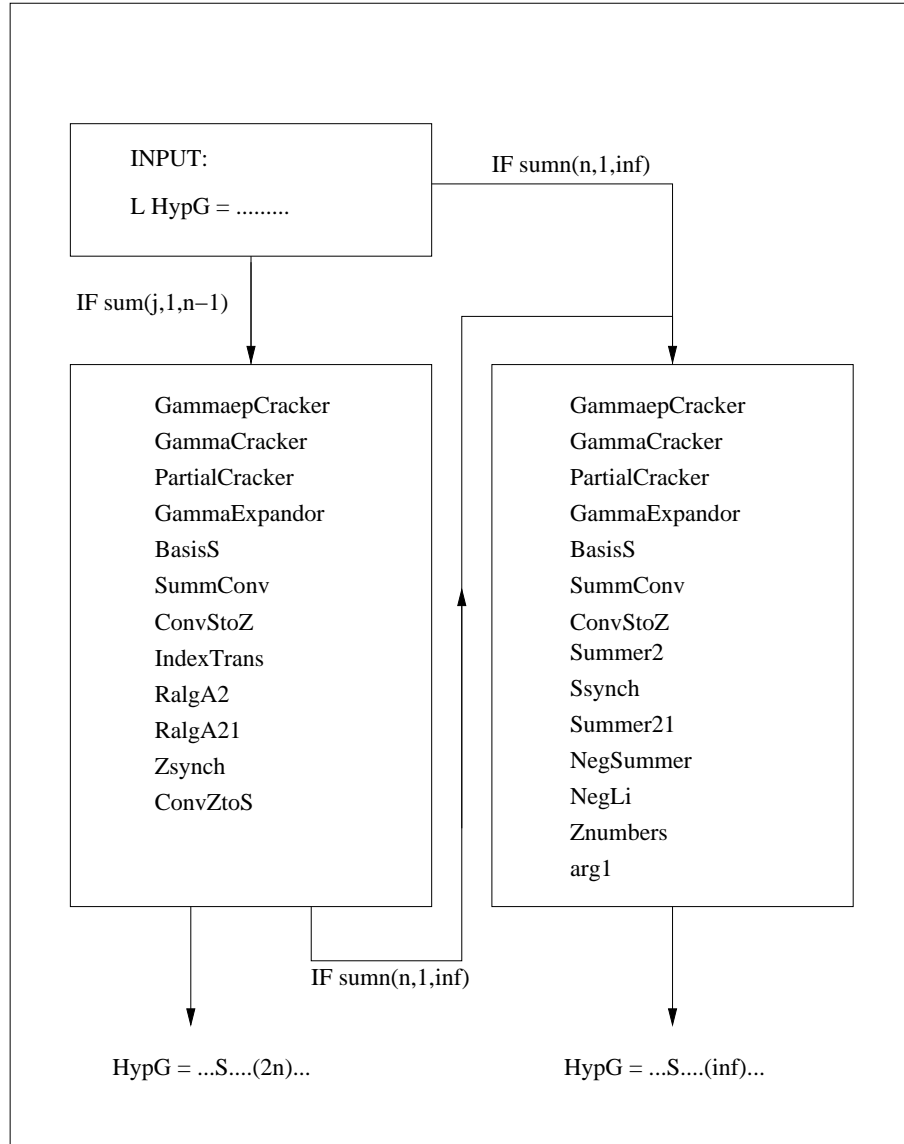 INPUT:
L HypG = .........
IF sumn(n,1,inf)
IF sum(j,1,n−1)
GammaepCracker
GammaCracker
PartialCracker
GammaExpandor
BasisS
SummConv
ConvStoZ
IndexTrans
RalgA2
RalgA21
Zsynch
ConvZtoS
GammaepCracker
GammaCracker
PartialCracker
GammaExpandor
BasisS
SummConv
ConvStoZ
Summer2
Ssynch
Summer21
NegSummer
NegLi
Znumbers
arg1
IF sumn(n,1,inf)
HypG = ...S....(2n)...
HypG = ...S....(inf)...